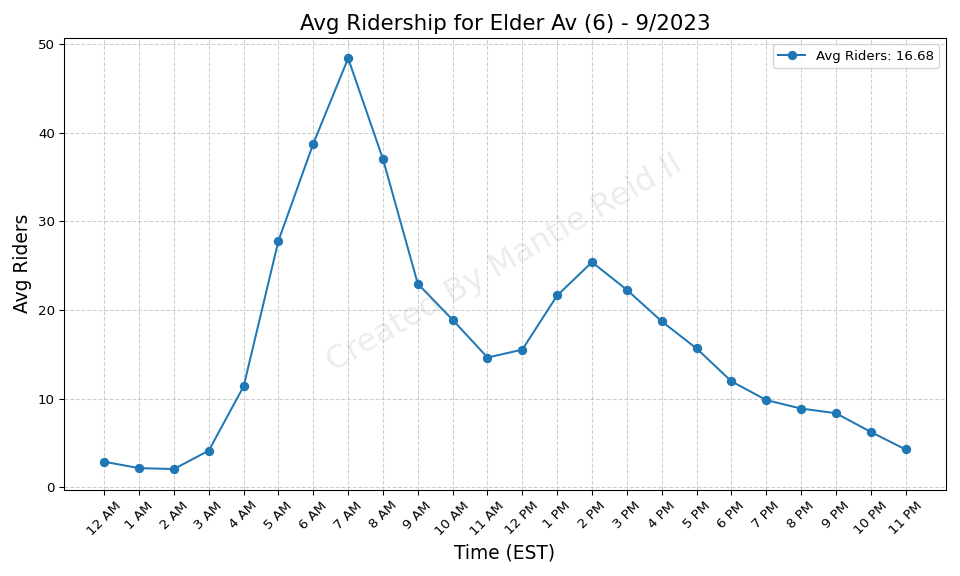 Avg Ridership for Elder Av (6) - 9/2023
Avg Riders: 16.68
Avg Riders
50
40
30
20
10
0
Created By Mantie Reid II
12 AM
1 AM
2 AM
3 AM
4 AM
5 AM
6 AM
7 AM
8 AM
9 AM
10 AM
11 AM
12 PM
1 PM
2 PM
3 PM
4 PM
5 PM
6 PM
7 PM
8 PM
9 PM
10 PM
11 PM
Time (EST)